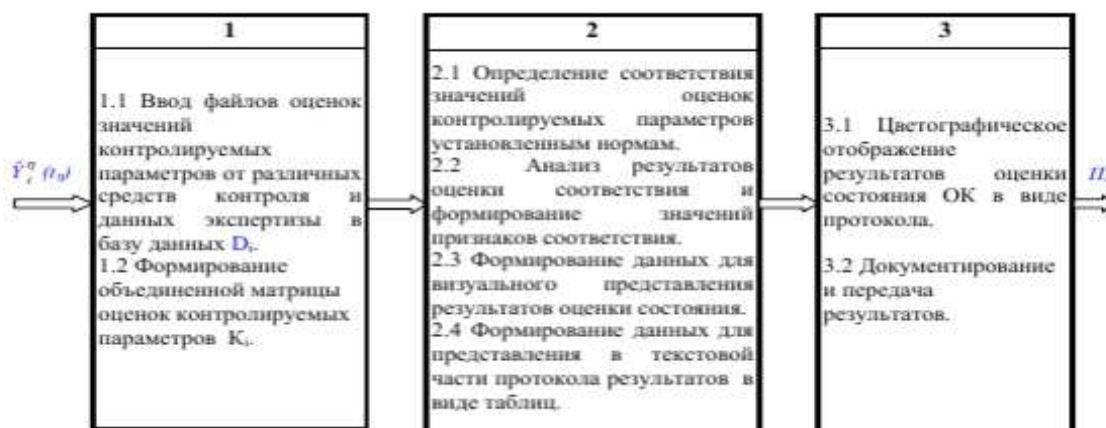 1
1.1 Ввод файлов оценок
значений
контролируемых
параметров от различных
средств контроля и
данных экспертизы в
базу данных Dᵢ.
1.2 Формирование
объединенной матрицы
оценок контролируемых
параметров Kᵢ.
2
2.1 Определение соответствия
значений оценок
контролируемых параметров
установленным нормам.
2.2 Анализ результатов
оценки соответствия и
формирование значений
признаков соответствия.
2.3 Формирование данных для
визуального представления
результатов оценки состояния.
2.4 Формирование данных для
представления в текстовой
части протокола результатов в
виде таблиц.
3
3.1 Цветографическое
отображение
результатов оценки
состояния ОК в виде
протокола.
3.2 Документирование
и передача
результатов.